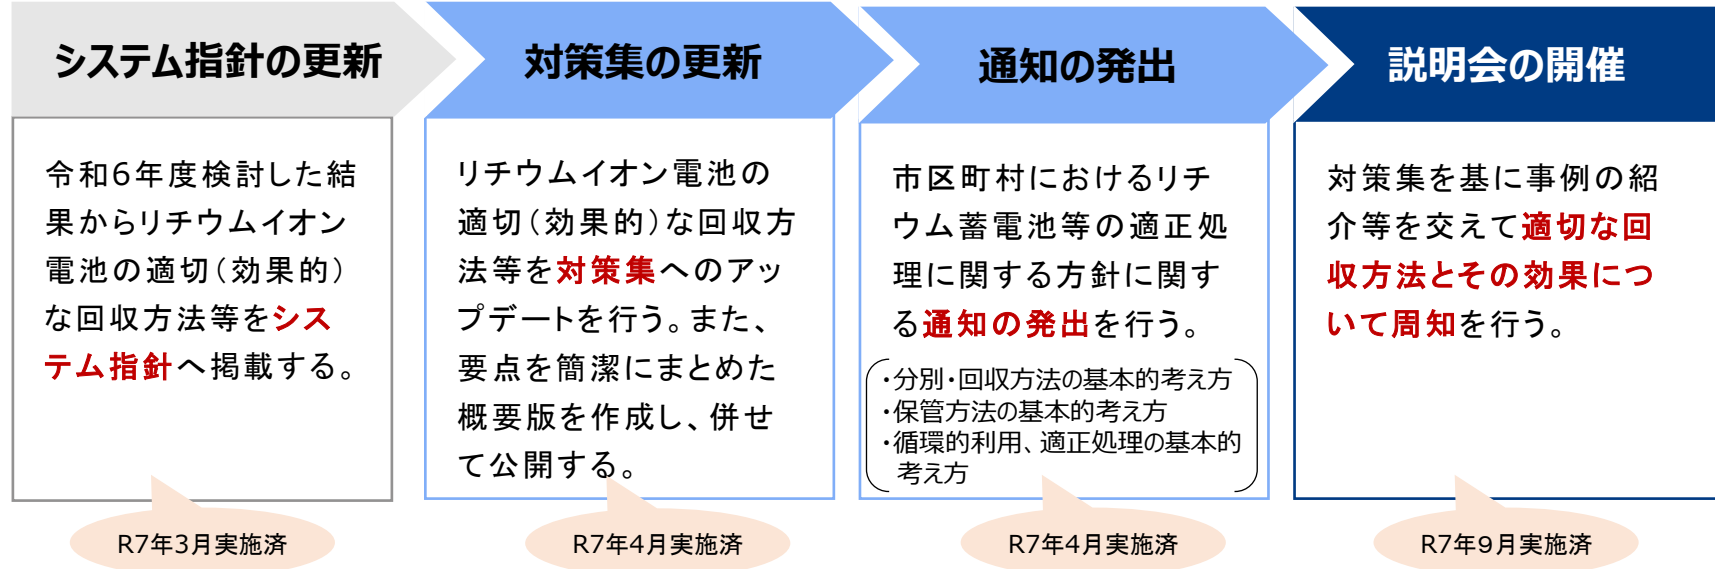 システム指針の更新
令和6年度検討した結
果からリチウムイオン
電池の適切(効果的)
な回収方法等をシス
テム指針へ掲載する。
R7年3月実施済
対策集の更新
リチウムイオン電池の
適切(効果的)な回収方
法等を対策集へのアッ
プデートを行う。また、
要点を簡潔にまとめた
概要版を作成し、併せ
て公開する。
R7年4月実施済
通知の発出
市区町村におけるリチ
ウム蓄電池等の適正処
理に関する方針に関す
る通知の発出を行う。
・分別・回収方法の基本的考え方
・保管方法の基本的考え方
・循環的利用、適正処理の基本的
考え方
R7年4月実施済
説明会の開催
対策集を基に事例の紹
介等を交えて適切な回
収方法とその効果につ
いて周知を行う。
R7年9月実施済